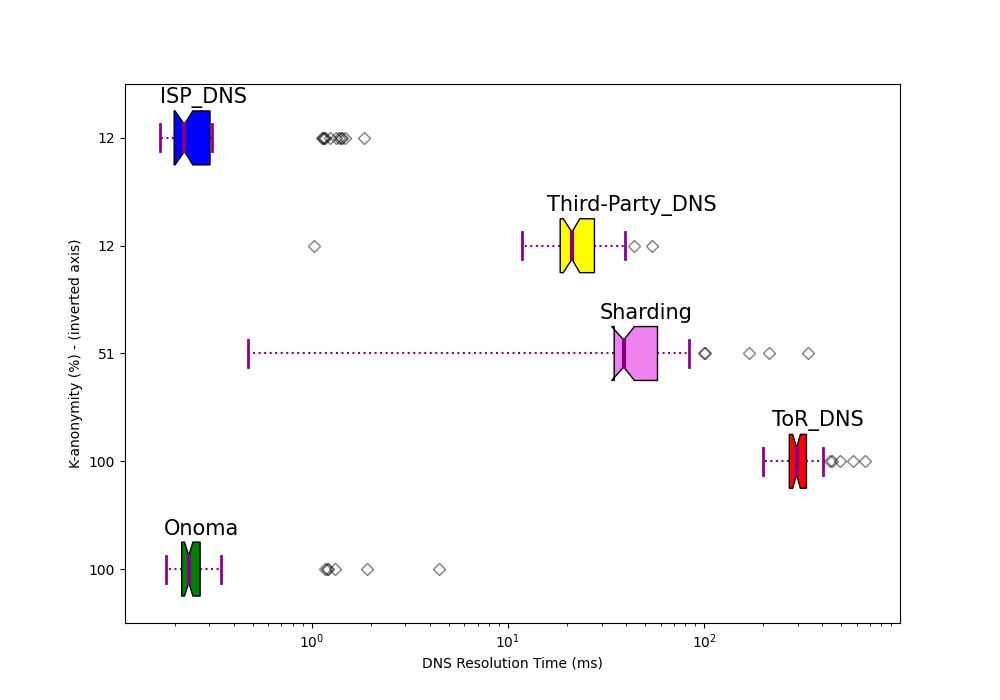 ISP_DNS
12
Third-Party_DNS
12
Sharding
51
ToR_DNS
100
Onoma
100
K-anonymity (%) - (inverted axis)
10⁰
10¹
10²
DNS Resolution Time (ms)